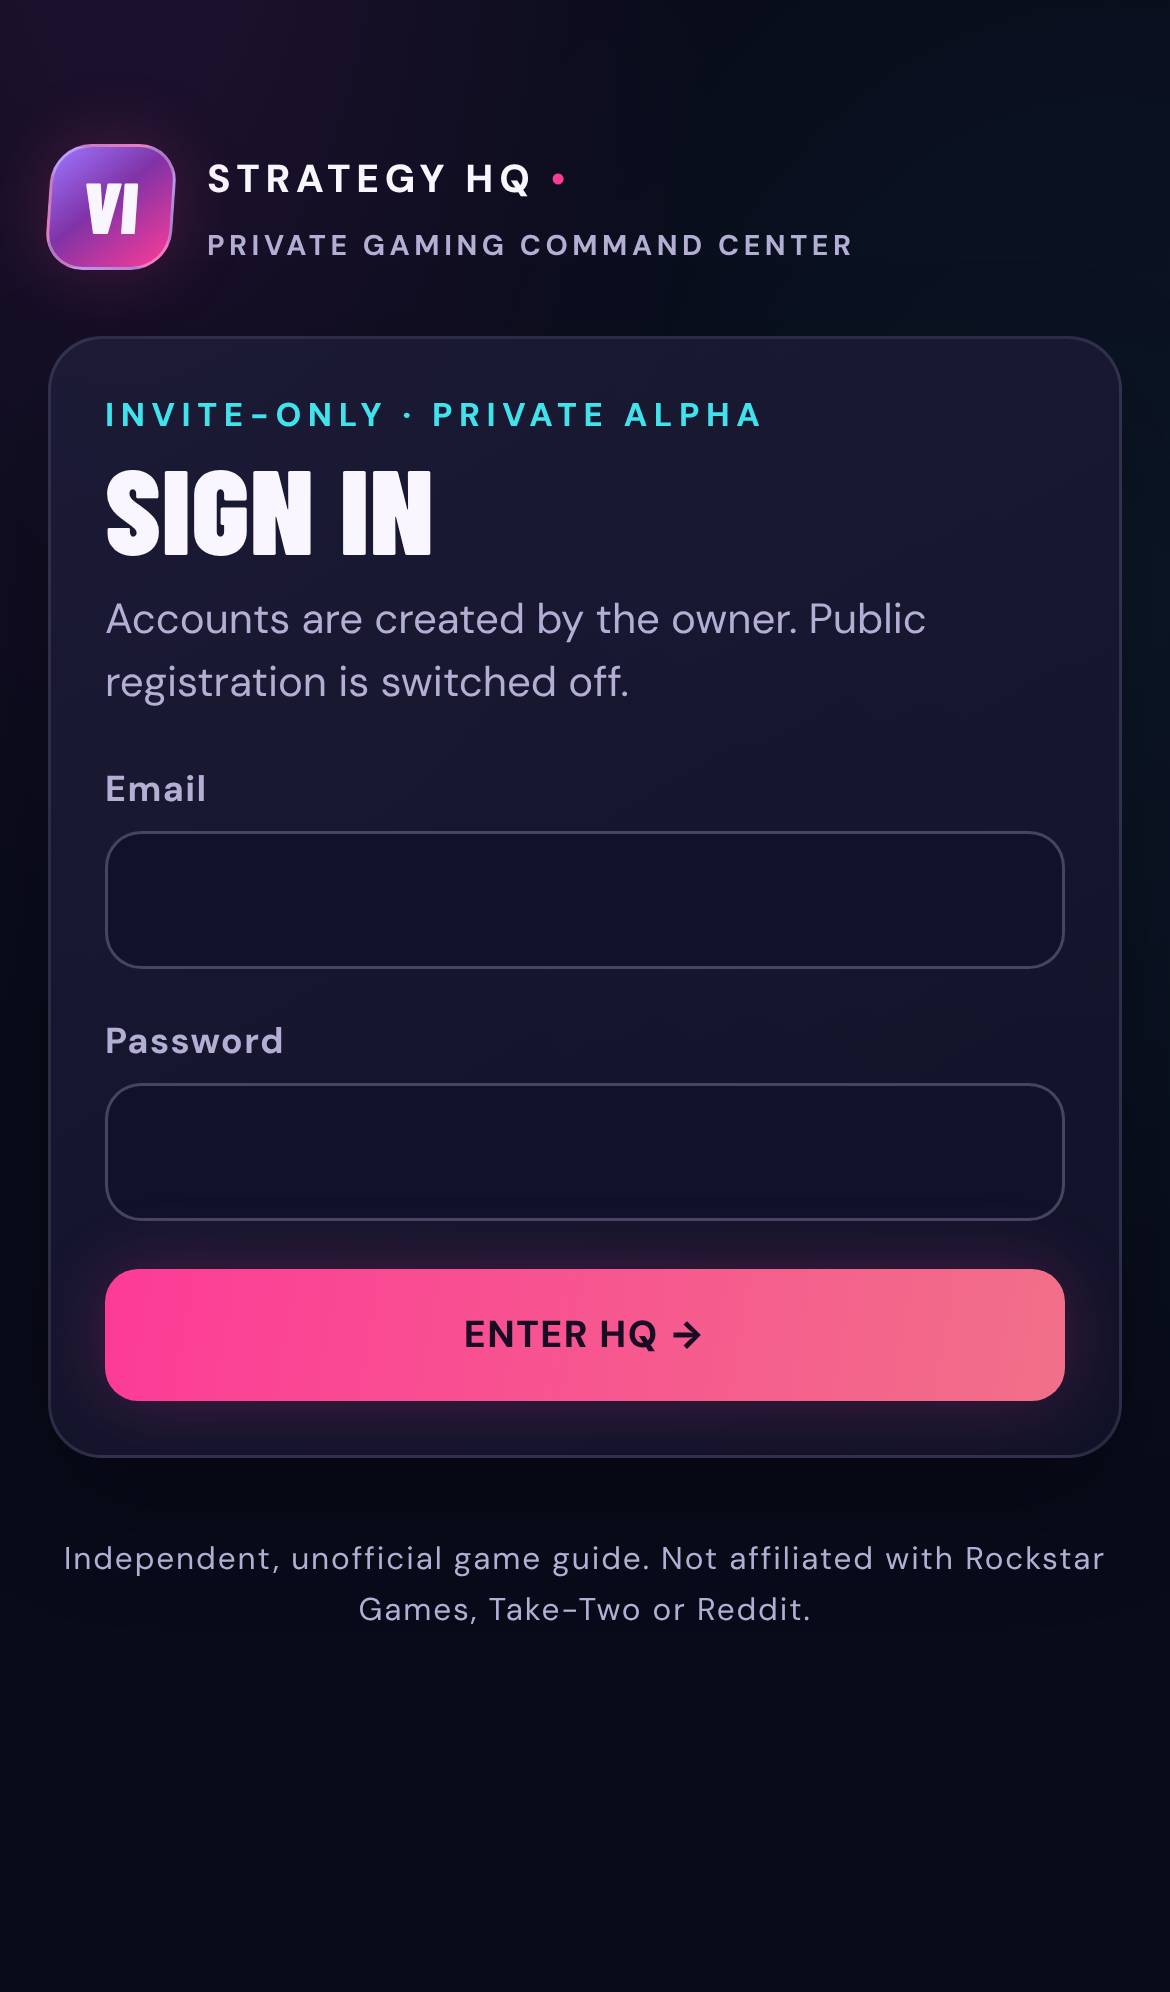 VI
STRATEGY HQ
PRIVATE GAMING COMMAND CENTER
INVITE-ONLY · PRIVATE ALPHA
SIGN IN
Accounts are created by the owner. Public
registration is switched off.
Email
Password
ENTER HQ →
Independent, unofficial game guide. Not affiliated with Rockstar
Games, Take-Two or Reddit.